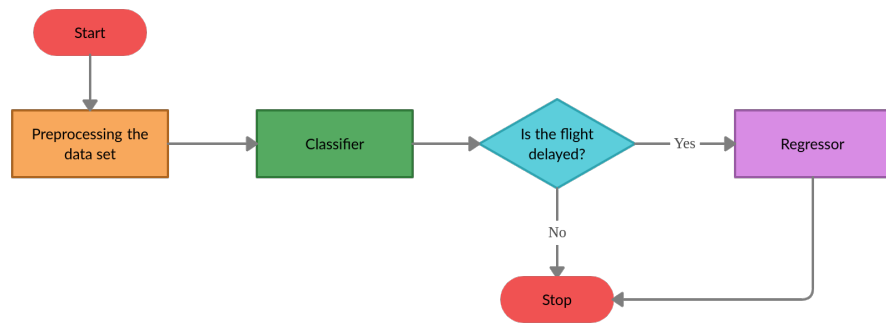 Start
Preprocessing the
data set
Classifier
Is the flight
delayed?
Yes
Regressor
No
Stop